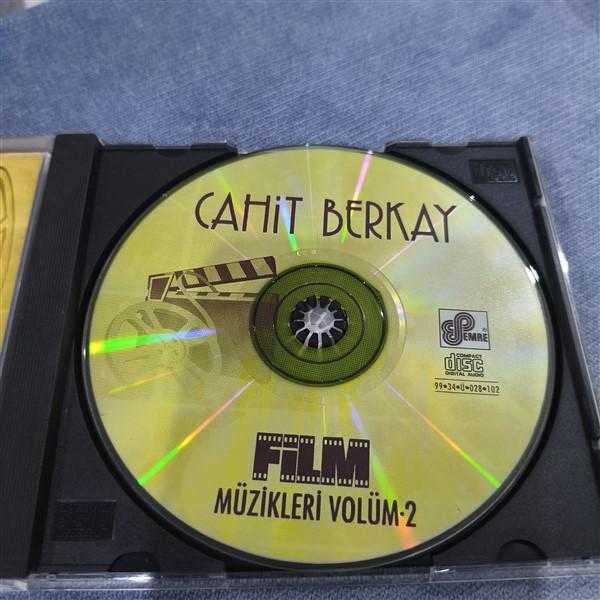 CAHİT BERKAY
EMRE
COMPACT
disc
DIGITAL AUDIO
99•34•Ü•028•102
FİLM
MÜZİKLERİ VOLÜM·2